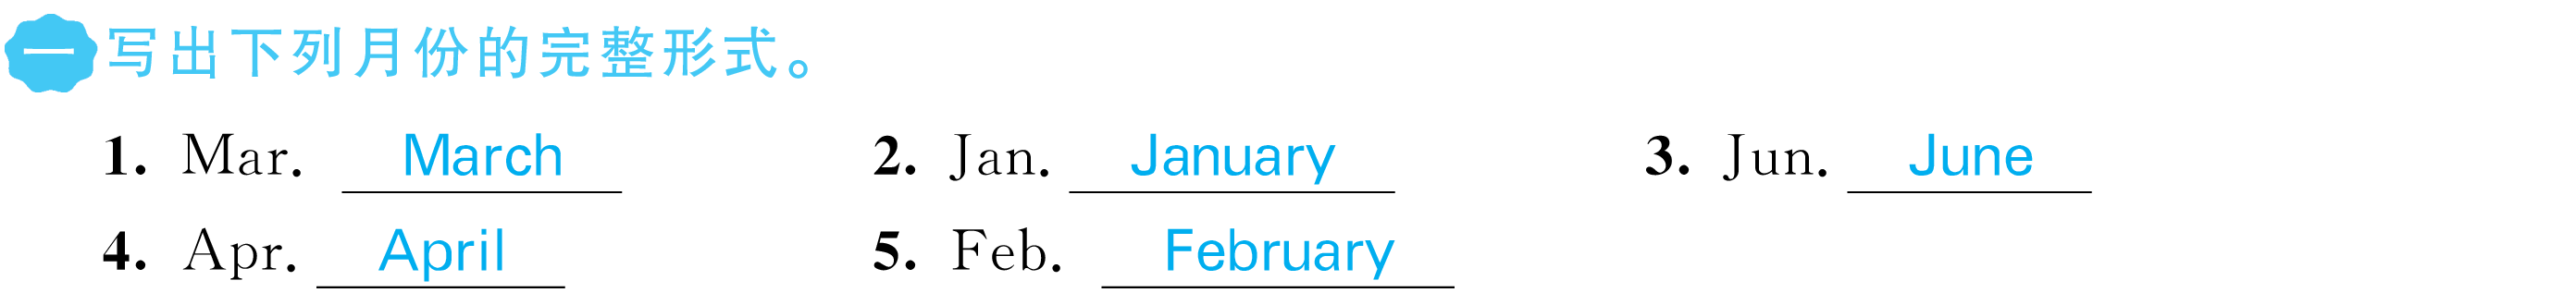 一 写出下列月份的完整形式。
1. Mar. March 2. Jan. January 3. Jun. June
4. Apr. April 5. Feb. February